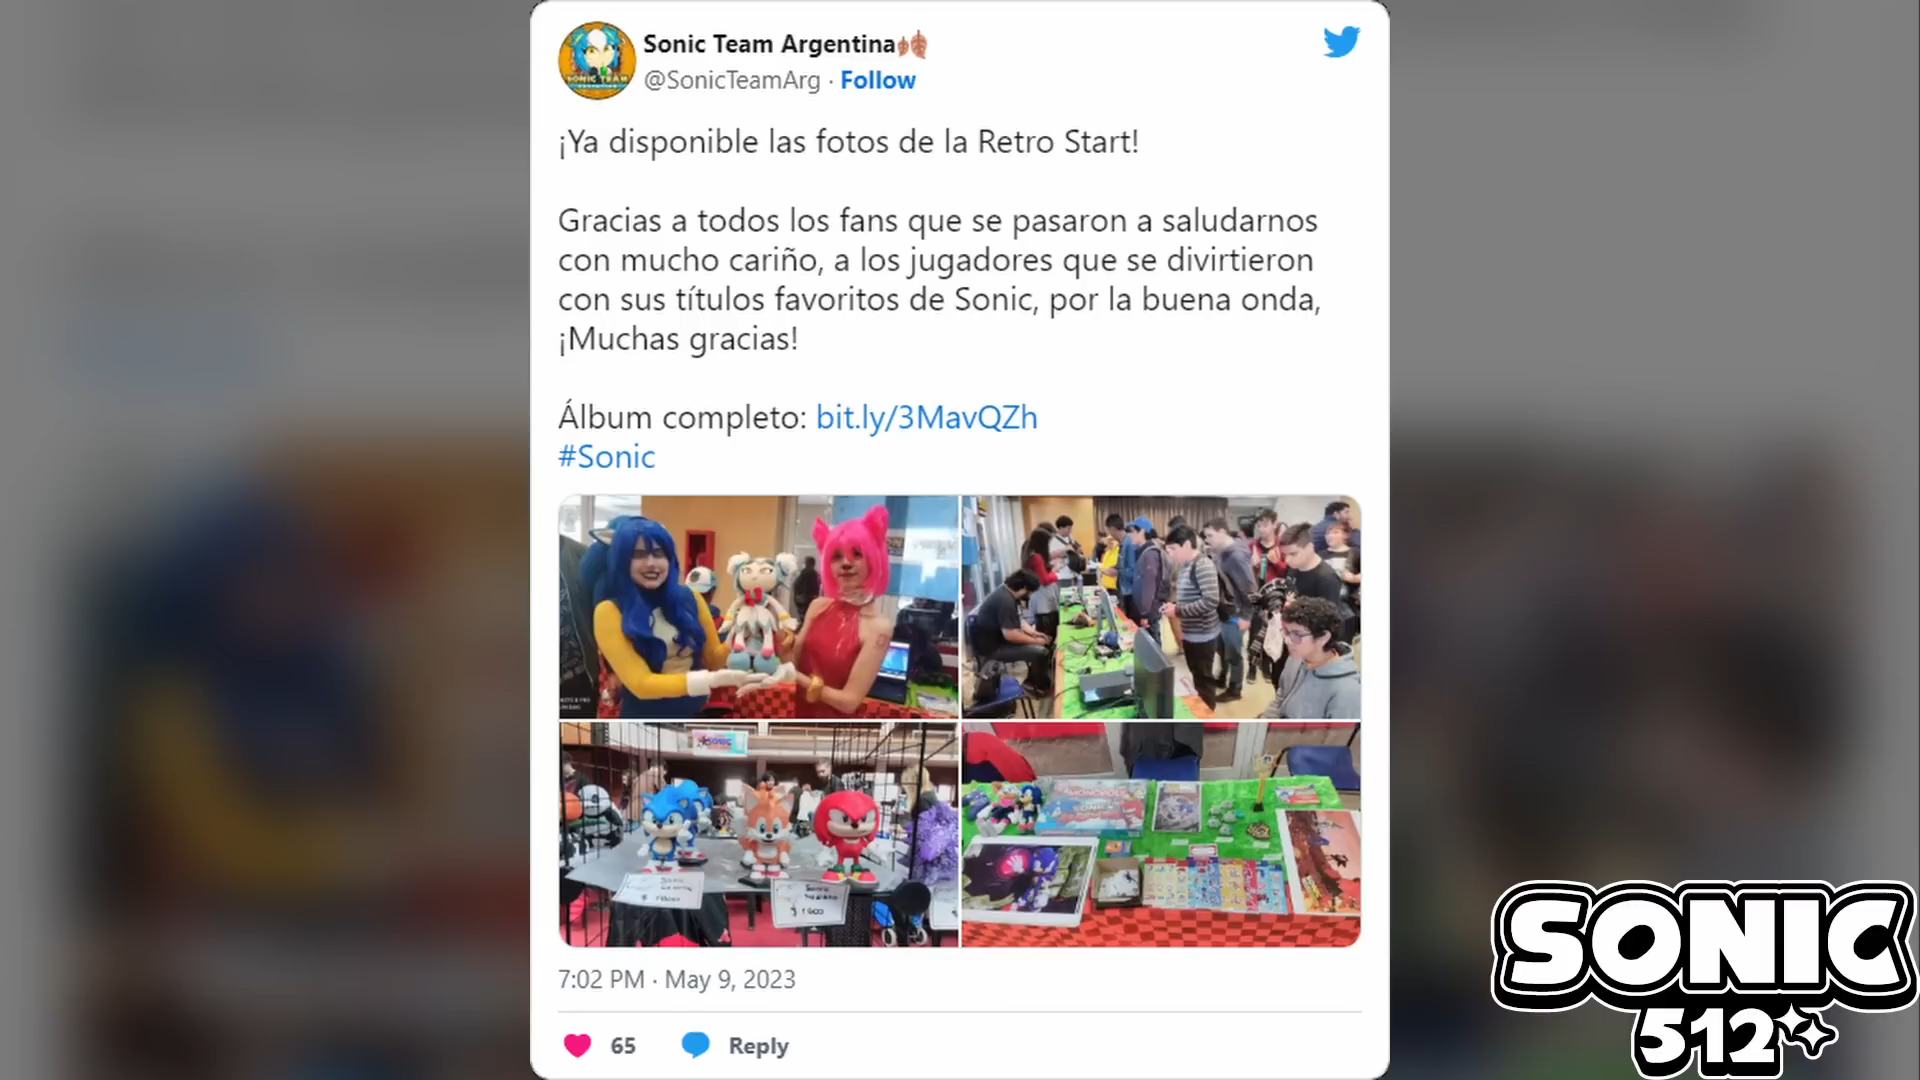 Sonic Team Argentina🍂
@SonicTeamArg · Follow
¡Ya disponible las fotos de la Retro Start!
Gracias a todos los fans que se pasaron a saludarnos
con mucho cariño, a los jugadores que se divirtieron
con sus títulos favoritos de Sonic, por la buena onda,
¡Muchas gracias!
Álbum completo: bit.ly/3MavQZh
#Sonic
7:02 PM · May 9, 2023
65
Reply
SONIC
512